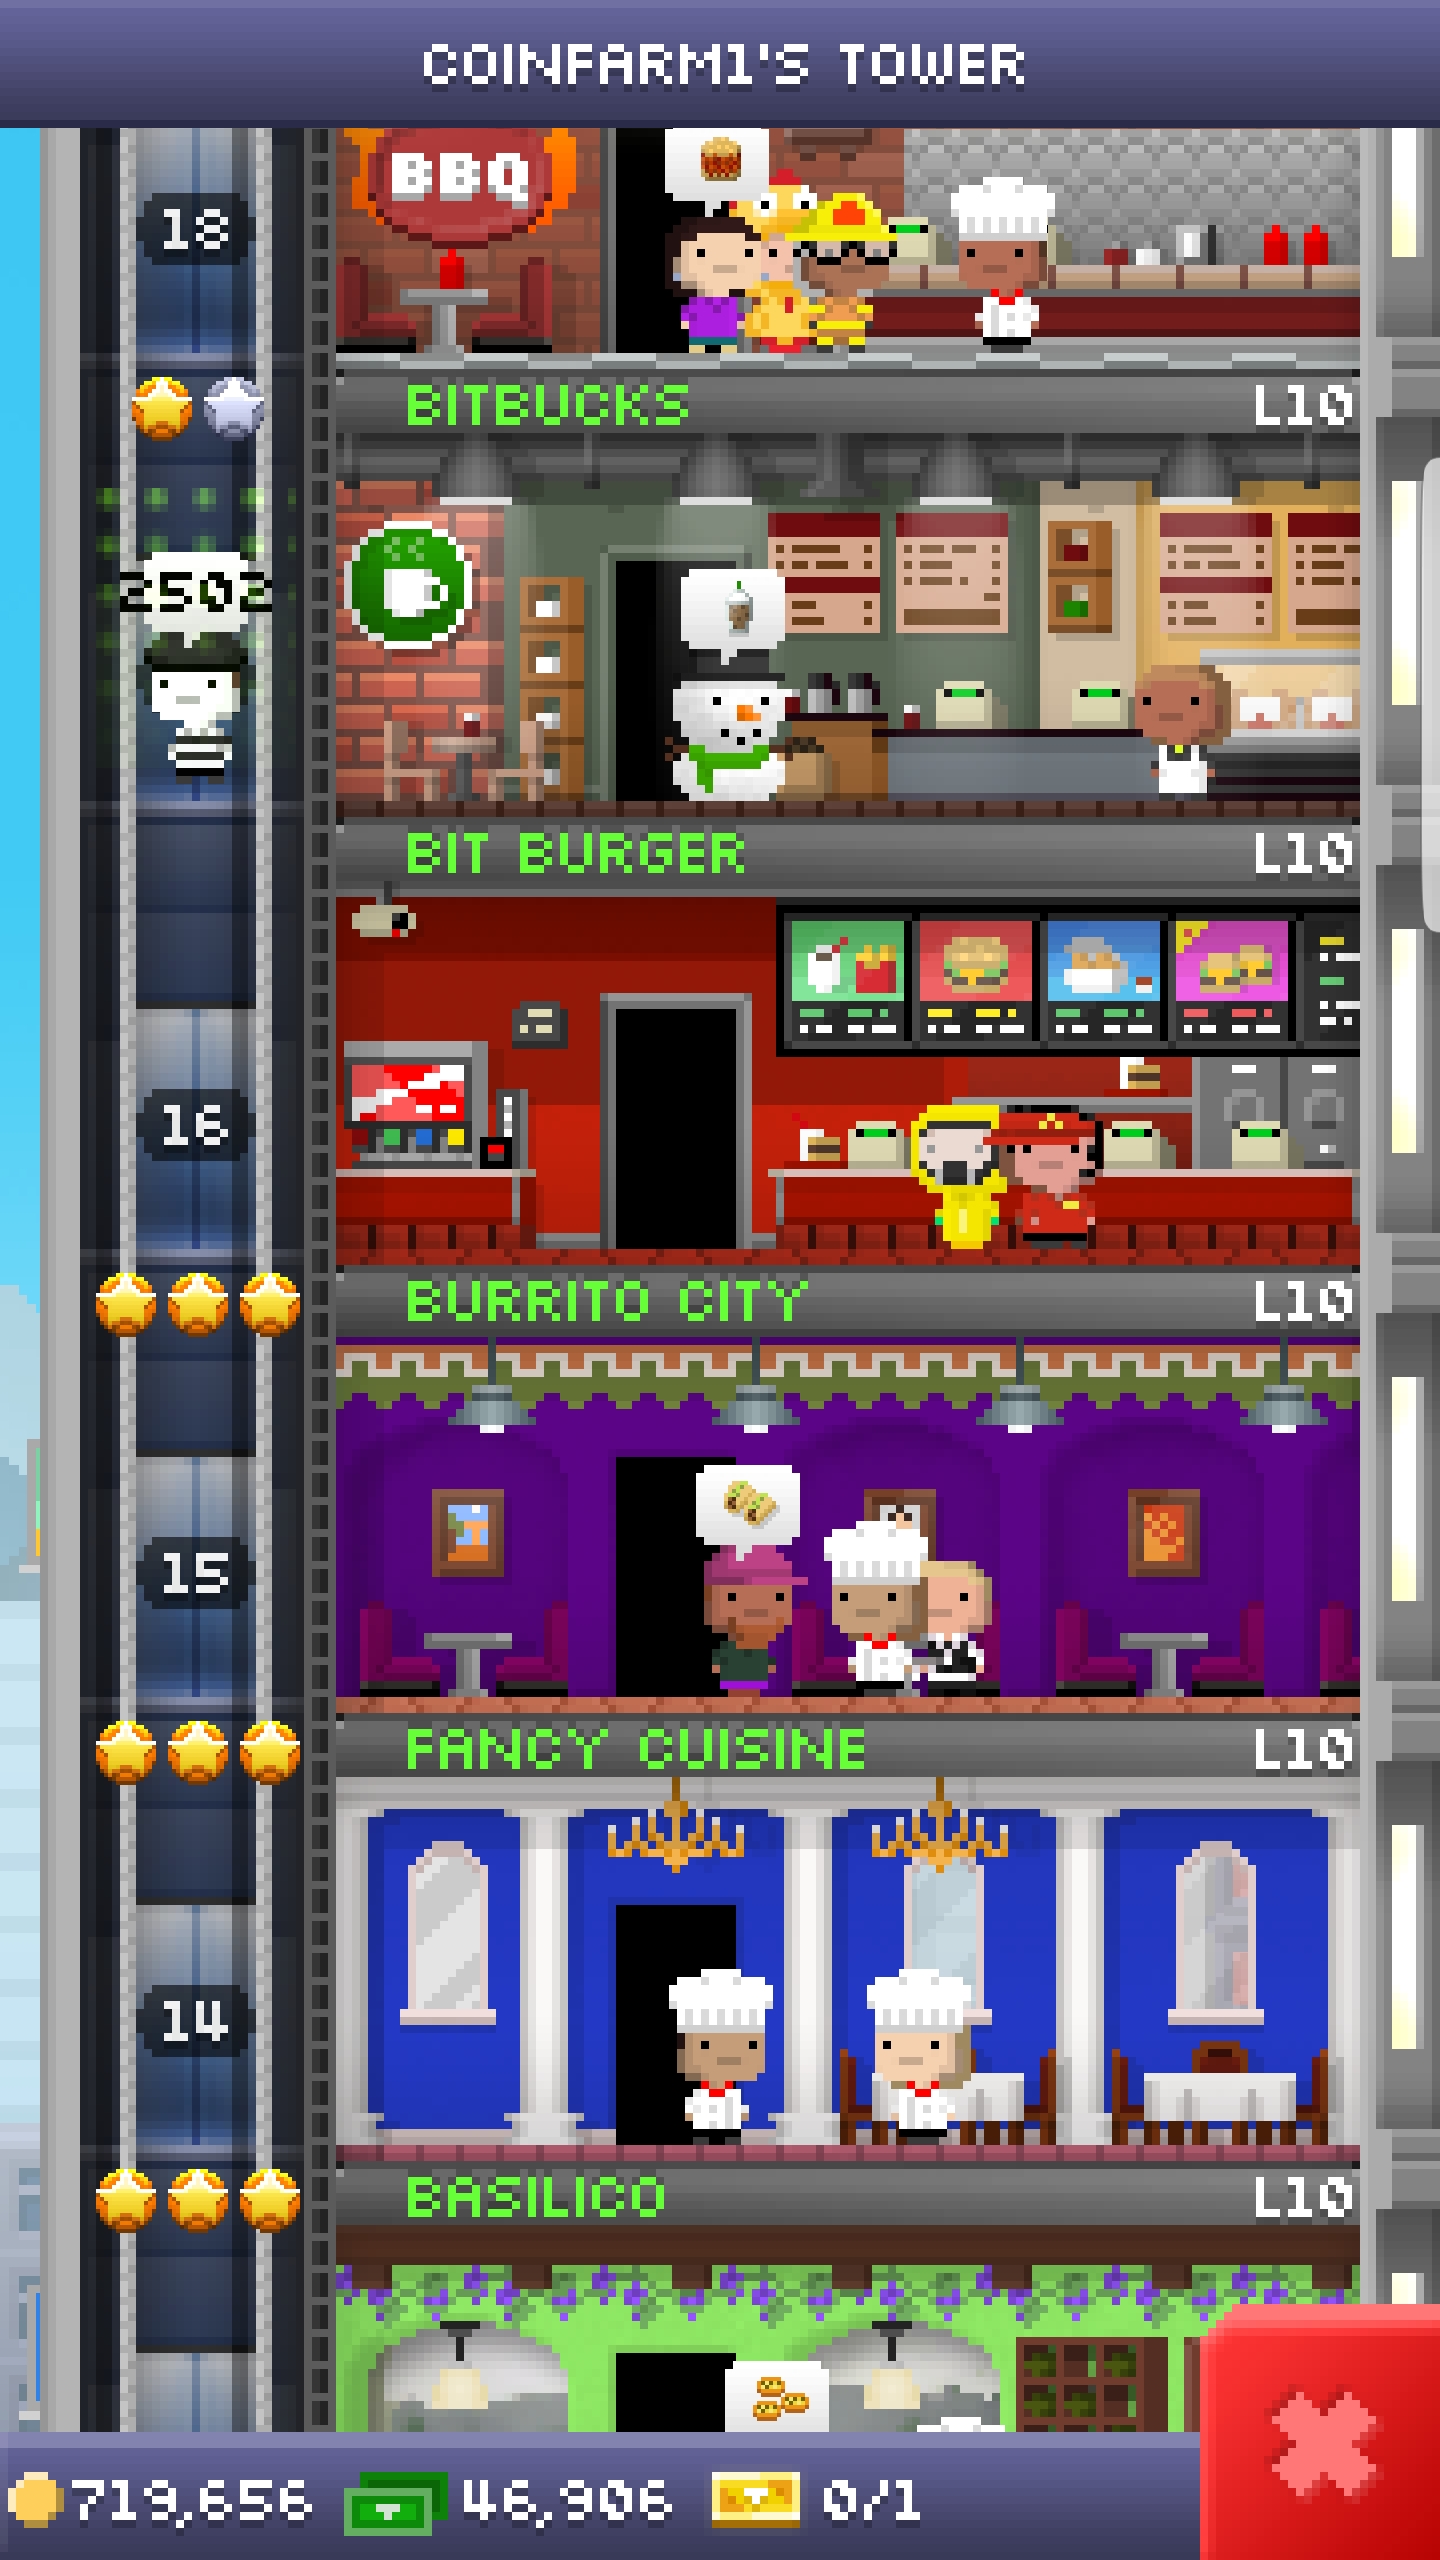 COINFARM1'S TOWER
BBQ
18
BITBUCKS L10
2502
BIT BURGER L10
16
BURRITO CITY L10
15
FANCY CUISINE L10
14
BASILICO L10
719,656 46,906 0/1